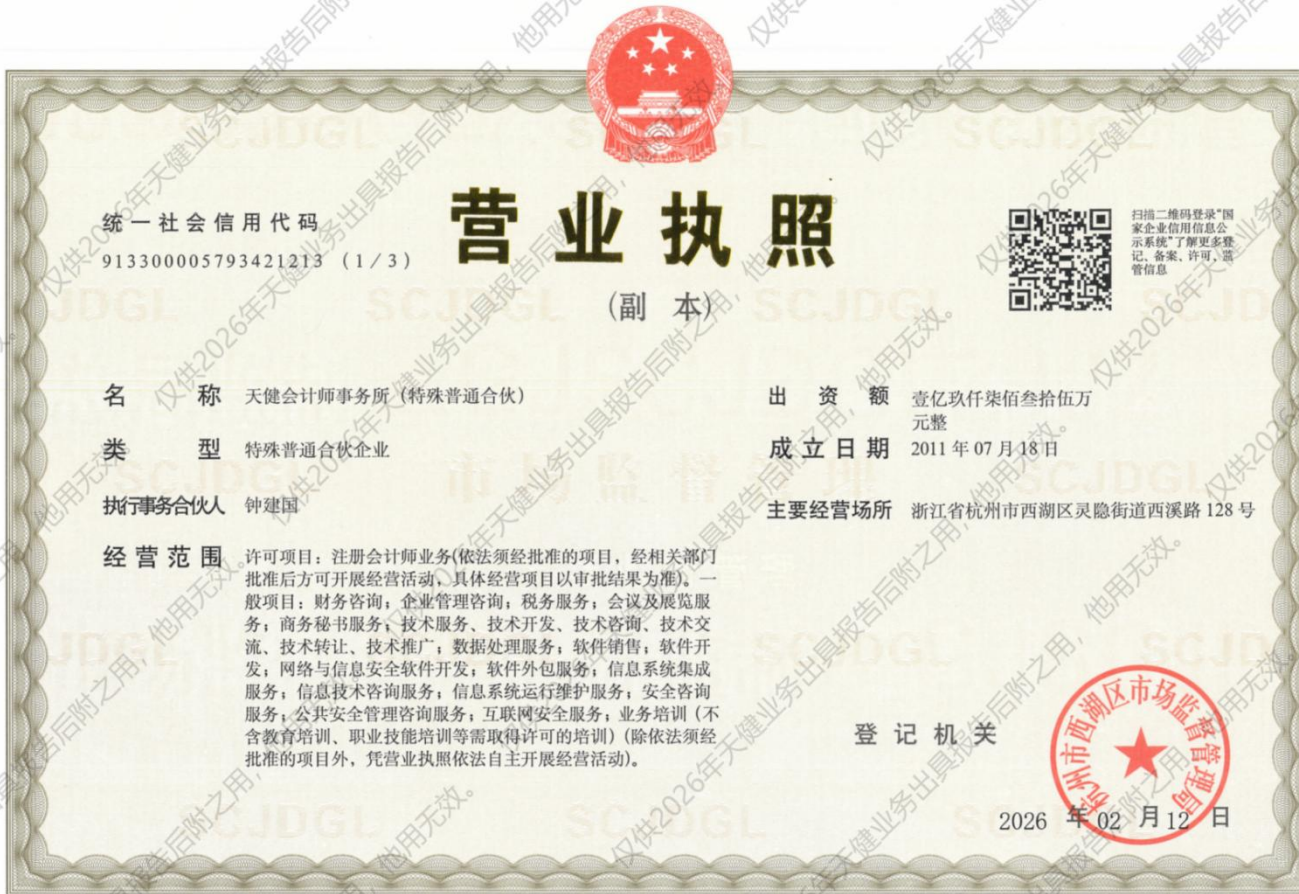 营业执照
(副 本)
统一社会信用代码
913300005793421213 (1/3)
扫描二维码登录“国
家企业信用信息公
示系统”了解更多登
记、备案、许可、监
管信息
名 称 天健会计师事务所（特殊普通合伙）
类 型 特殊普通合伙企业
执行事务合伙人 钟建国
经营范围 许可项目：注册会计师业务(依法须经批准的项目，经相关部门
批准后方可开展经营活动，具体经营项目以审批结果为准)。一
般项目：财务咨询；企业管理咨询；税务服务；会议及展览服
务；商务秘书服务；技术服务、技术开发、技术咨询、技术交
流、技术转让、技术推广；数据处理服务；软件销售；软件开
发；网络与信息安全软件开发；软件外包服务；信息系统集成
服务；信息技术咨询服务；信息系统运行维护服务；安全咨询
服务；公共安全管理咨询服务；互联网安全服务；业务培训（不
含教育培训、职业技能培训等需取得许可的培训）(除依法须经
批准的项目外，凭营业执照依法自主开展经营活动)。
出 资 额 壹亿玖仟柒佰叁拾伍万
元整
成立日期 2011 年 07 月 18 日
主要经营场所 浙江省杭州市西湖区灵隐街道西溪路 128 号
登记机关
杭州市西湖区市场监督管理局
2026 年 02 月 12 日
仅供2026年天健业务出具报告后附之用，他用无效。
SCJDGL
市场监督管理